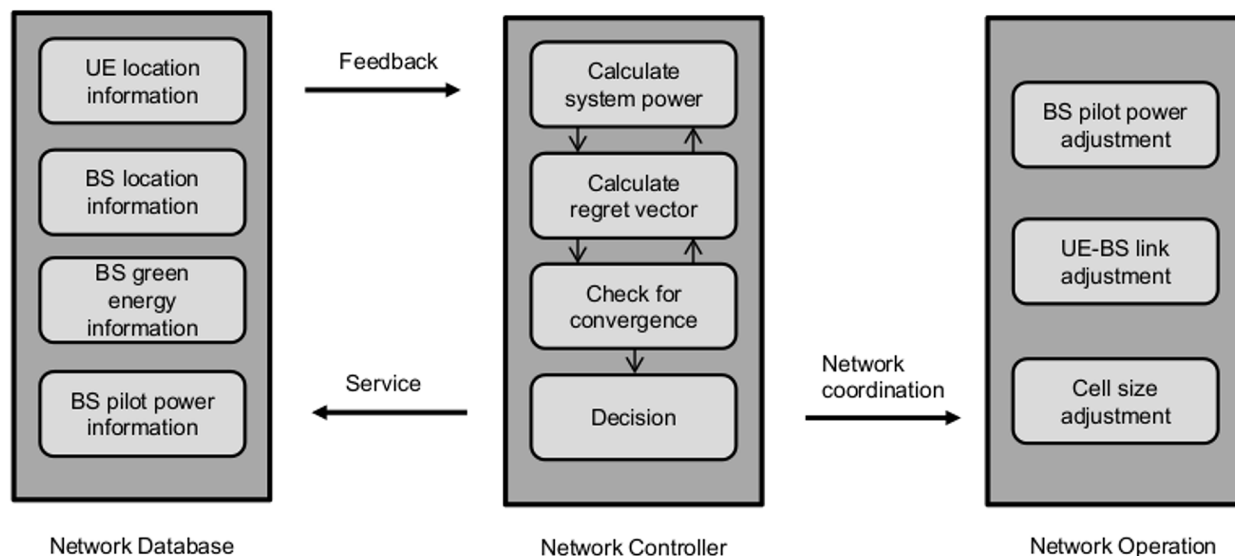 UE location
information
BS location
information
BS green
energy
information
BS pilot power
information
Network Database
Feedback
Service
Calculate
system power
Calculate
regret vector
Check for
convergence
Decision
Network Controller
Network
coordination
BS pilot power
adjustment
UE-BS link
adjustment
Cell size
adjustment
Network Operation